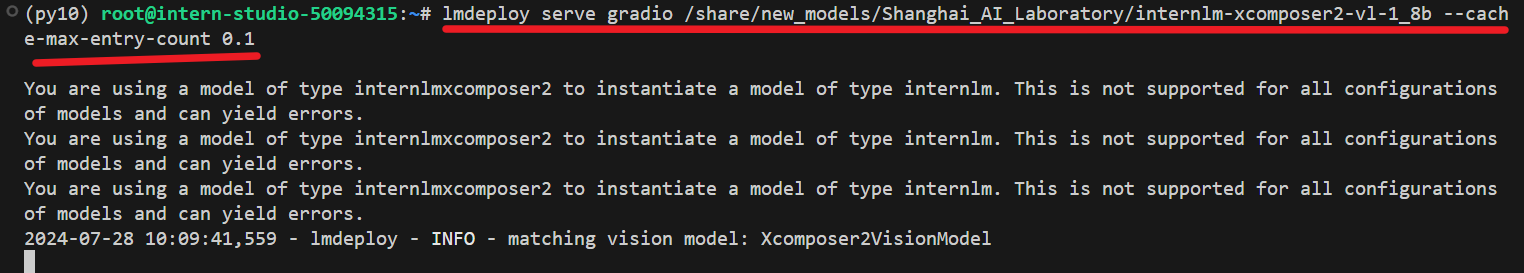 (py10) root@intern-studio-50094315:~# lmdeploy serve gradio /share/new_models/Shanghai_AI_Laboratory/internlm-xcomposer2-vl-1_8b --cach
e-max-entry-count 0.1
You are using a model of type internlmxcomposer2 to instantiate a model of type internlm. This is not supported for all configurations
of models and can yield errors.
You are using a model of type internlmxcomposer2 to instantiate a model of type internlm. This is not supported for all configurations
of models and can yield errors.
You are using a model of type internlmxcomposer2 to instantiate a model of type internlm. This is not supported for all configurations
of models and can yield errors.
2024-07-28 10:09:41,559 - lmdeploy - INFO - matching vision model: Xcomposer2VisionModel